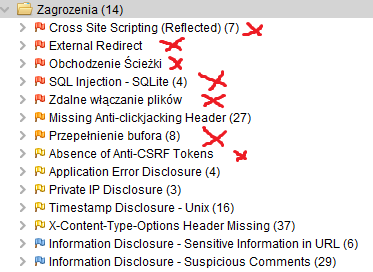 Zagrozenia (14)
Cross Site Scripting (Reflected) (7)
External Redirect
Obchodzenie Ścieżki
SQL Injection - SQLite (4)
Zdalne włączanie plików
Missing Anti-clickjacking Header (27)
Przepełnienie bufora (8)
Absence of Anti-CSRF Tokens
Application Error Disclosure (4)
Private IP Disclosure (3)
Timestamp Disclosure - Unix (16)
X-Content-Type-Options Header Missing (37)
Information Disclosure - Sensitive Information in URL (6)
Information Disclosure - Suspicious Comments (29)